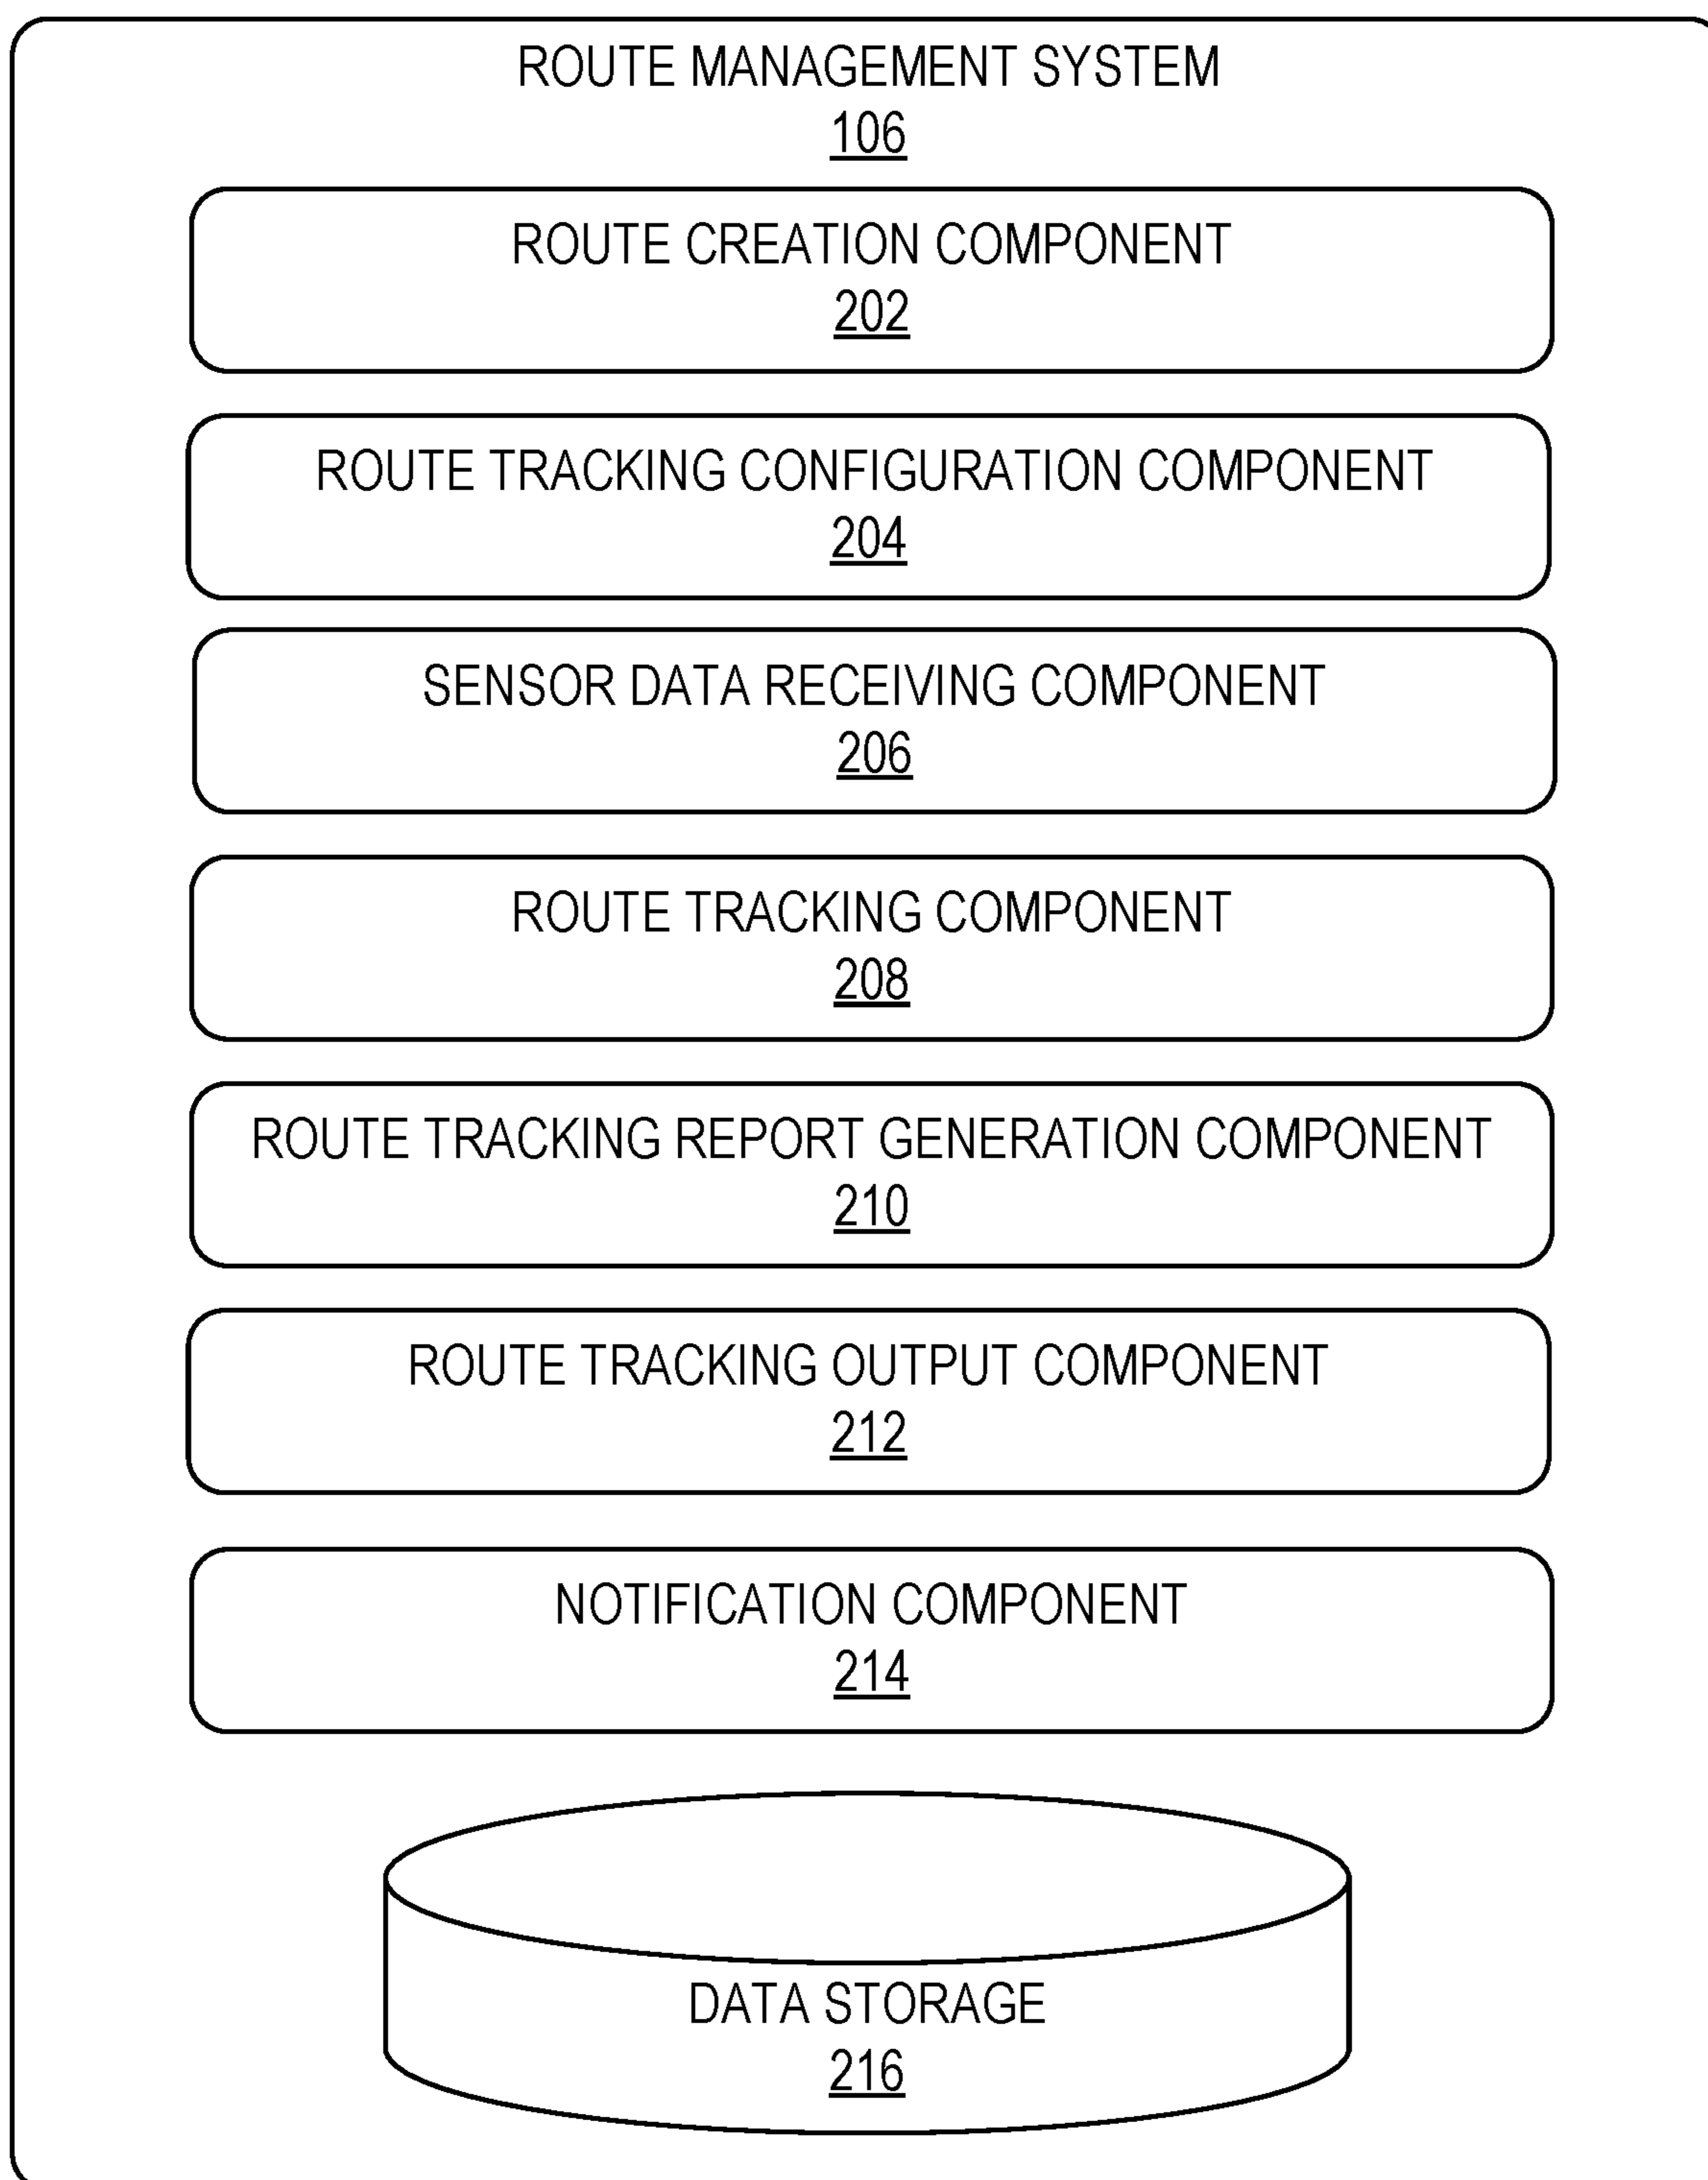 ROUTE MANAGEMENT SYSTEM
106
ROUTE CREATION COMPONENT
202
ROUTE TRACKING CONFIGURATION COMPONENT
204
SENSOR DATA RECEIVING COMPONENT
206
ROUTE TRACKING COMPONENT
208
ROUTE TRACKING REPORT GENERATION COMPONENT
210
ROUTE TRACKING OUTPUT COMPONENT
212
NOTIFICATION COMPONENT
214
DATA STORAGE
216